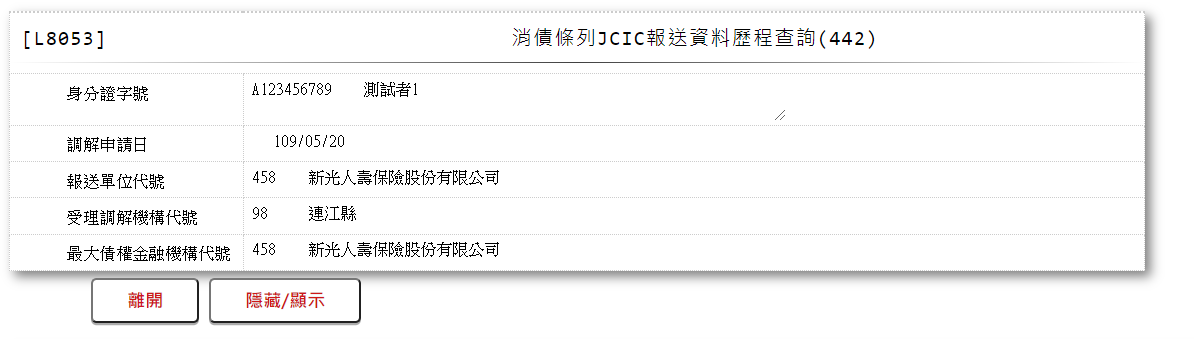 [L8053] 消債條列JCIC報送資料歷程查詢(442)
身分證字號 A123456789 測試者1
調解申請日 109/05/20
報送單位代號 458 新光人壽保險股份有限公司
受理調解機構代號 98 連江縣
最大債權金融機構代號 458 新光人壽保險股份有限公司
離開 隱藏/顯示